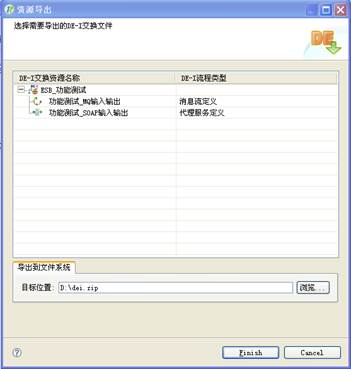 资源导出
选择需要导出的DE-I交换文件
DE-I
DE-I交换资源名称 DE-I流程类型
ESB_功能测试
功能测试_MQ输入输出 消息流定义
功能测试_SOAP输入输出 代理服务定义
导出到文件系统
目标位置: D:\dei.zip 浏览...
Finish Cancel